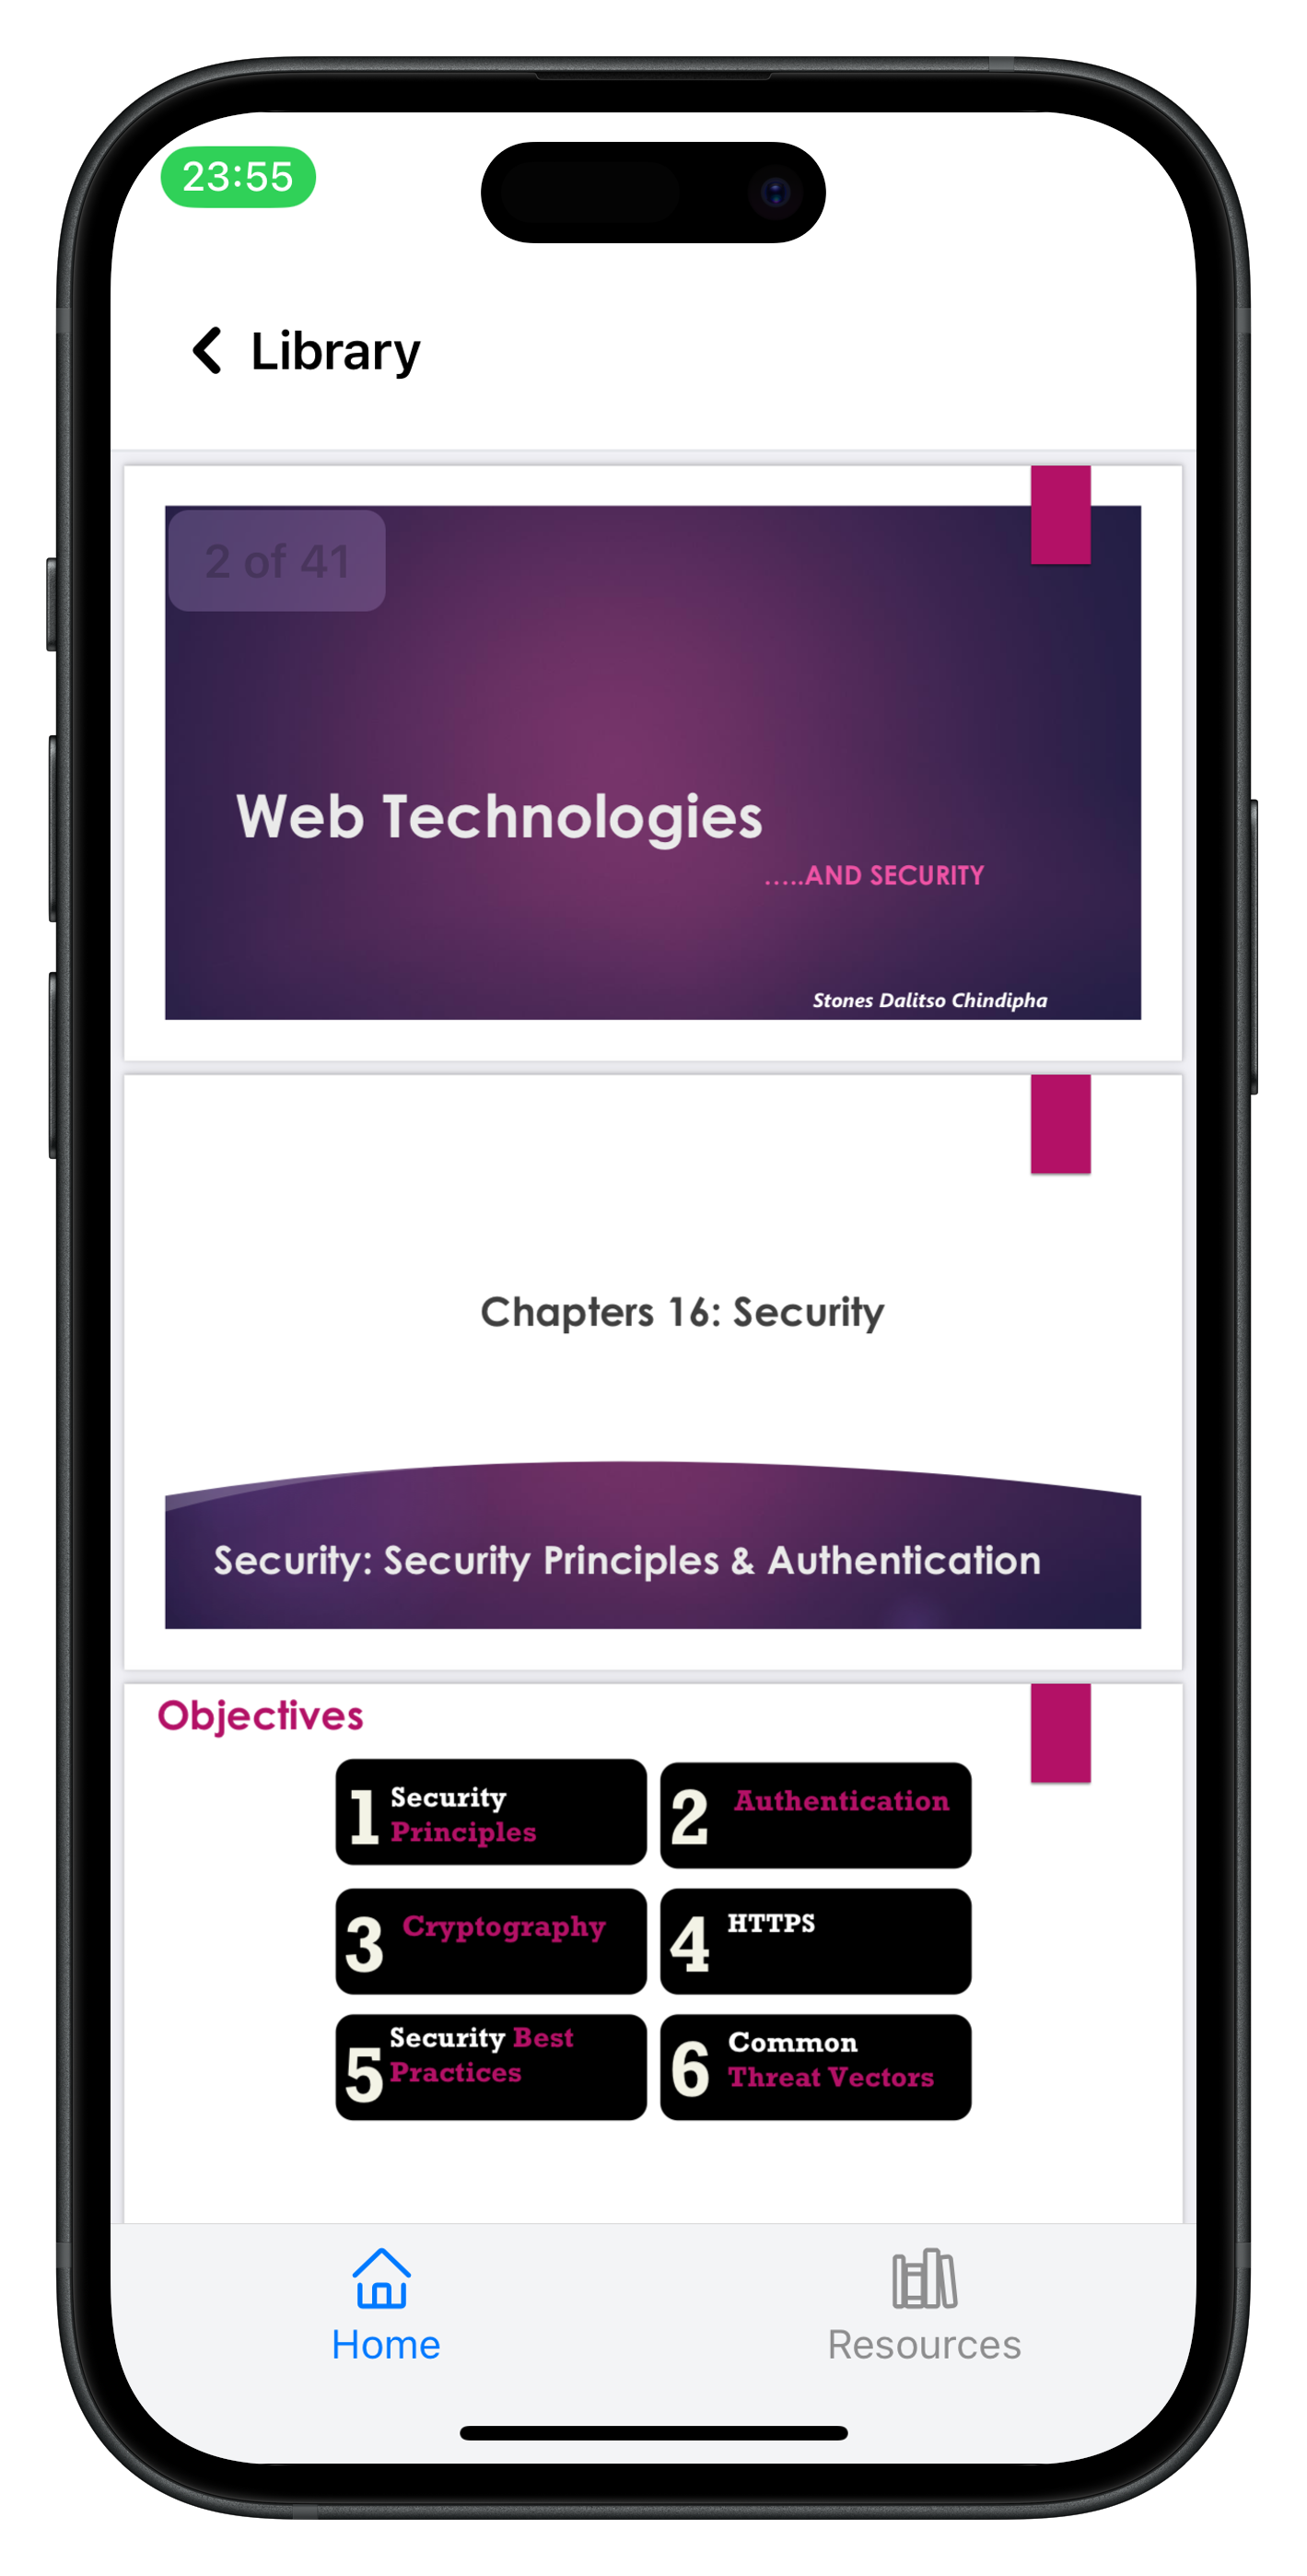 23:55
Library
2 of 41
Web Technologies
.....AND SECURITY
Stones Dalitso Chindipha
Chapters 16: Security
Security: Security Principles & Authentication
Objectives
1 Security
Principles
2 Authentication
3 Cryptography
4 HTTPS
5 Security Best
Practices
6 Common
Threat Vectors
Home
Resources